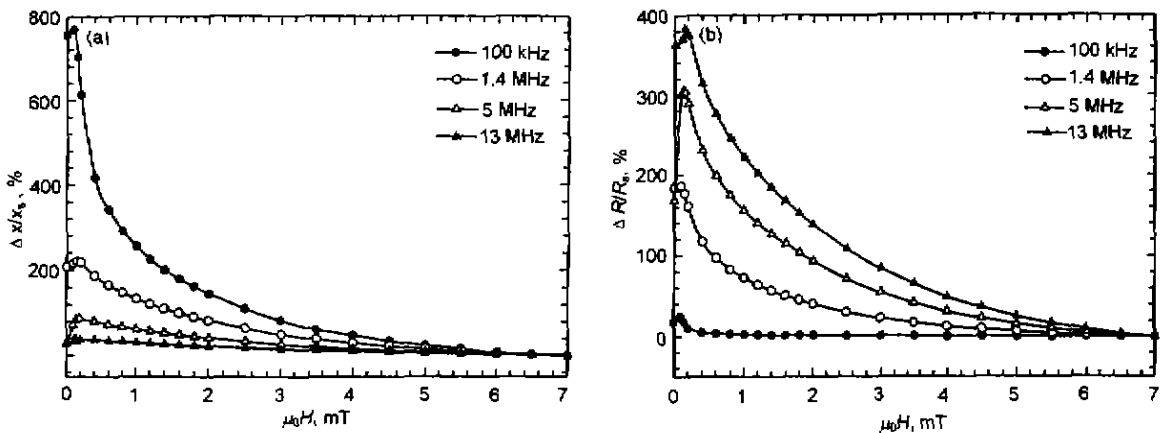 (a)
800
600
400
200
0 1 2 3 4 5 6 7
Δx/xₛ, %
μ₀H, mT
100 kHz
1.4 MHz
5 MHz
13 MHz
(b)
400
300
200
100
0
0 1 2 3 4 5 6 7
ΔR/Rₛ, %
μ₀H, mT
100 kHz
1.4 MHz
5 MHz
13 MHz